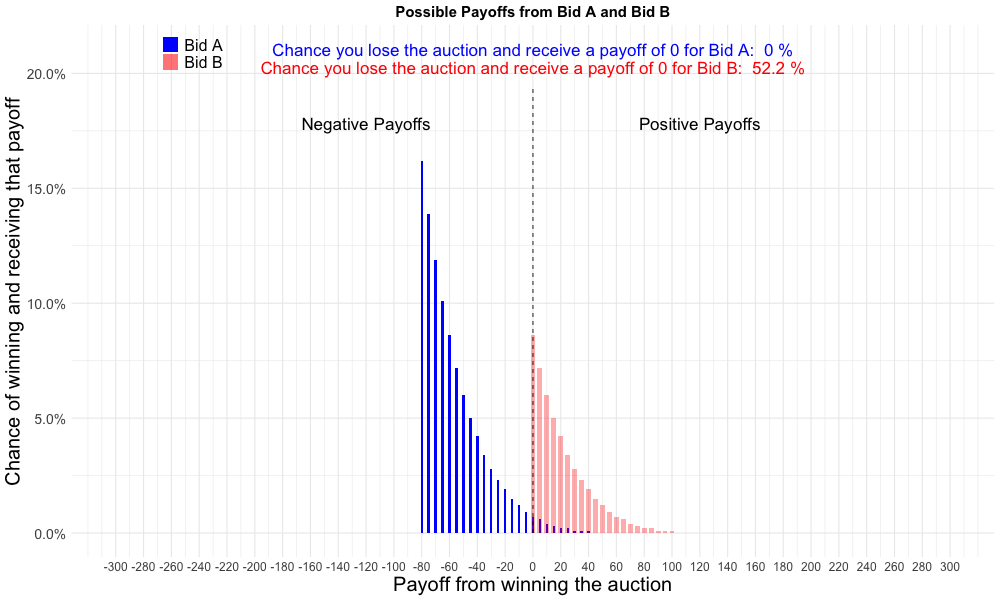 Possible Payoffs from Bid A and Bid B
Bid A
Bid B
Chance you lose the auction and receive a payoff of 0 for Bid A:  0 %
Chance you lose the auction and receive a payoff of 0 for Bid B:  52.2 %
Negative Payoffs
Positive Payoffs
Chance of winning and receiving that payoff
20.0%
15.0%
10.0%
5.0%
0.0%
-300 -280 -260 -240 -220 -200 -180 -160 -140 -120 -100 -80 -60 -40 -20 0 20 40 60 80 100 120 140 160 180 200 220 240 260 280 300
Payoff from winning the auction